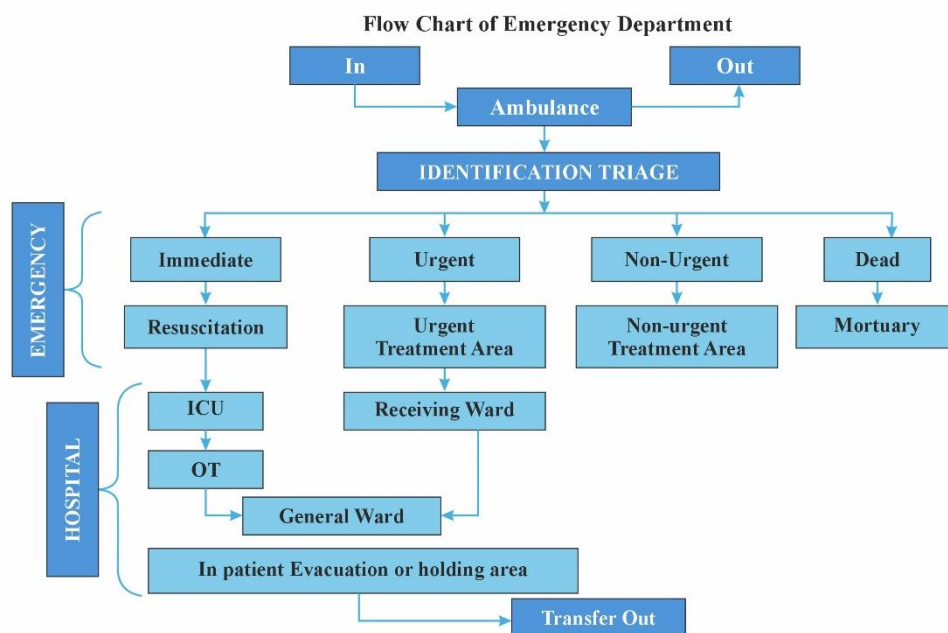 Flow Chart of Emergency Department
In
Out
Ambulance
IDENTIFICATION TRIAGE
EMERGENCY
Immediate
Urgent
Non-Urgent
Dead
Resuscitation
Urgent
Treatment Area
Non-urgent
Treatment Area
Mortuary
HOSPITAL
ICU
Receiving Ward
OT
General Ward
In patient Evacuation or holding area
Transfer Out